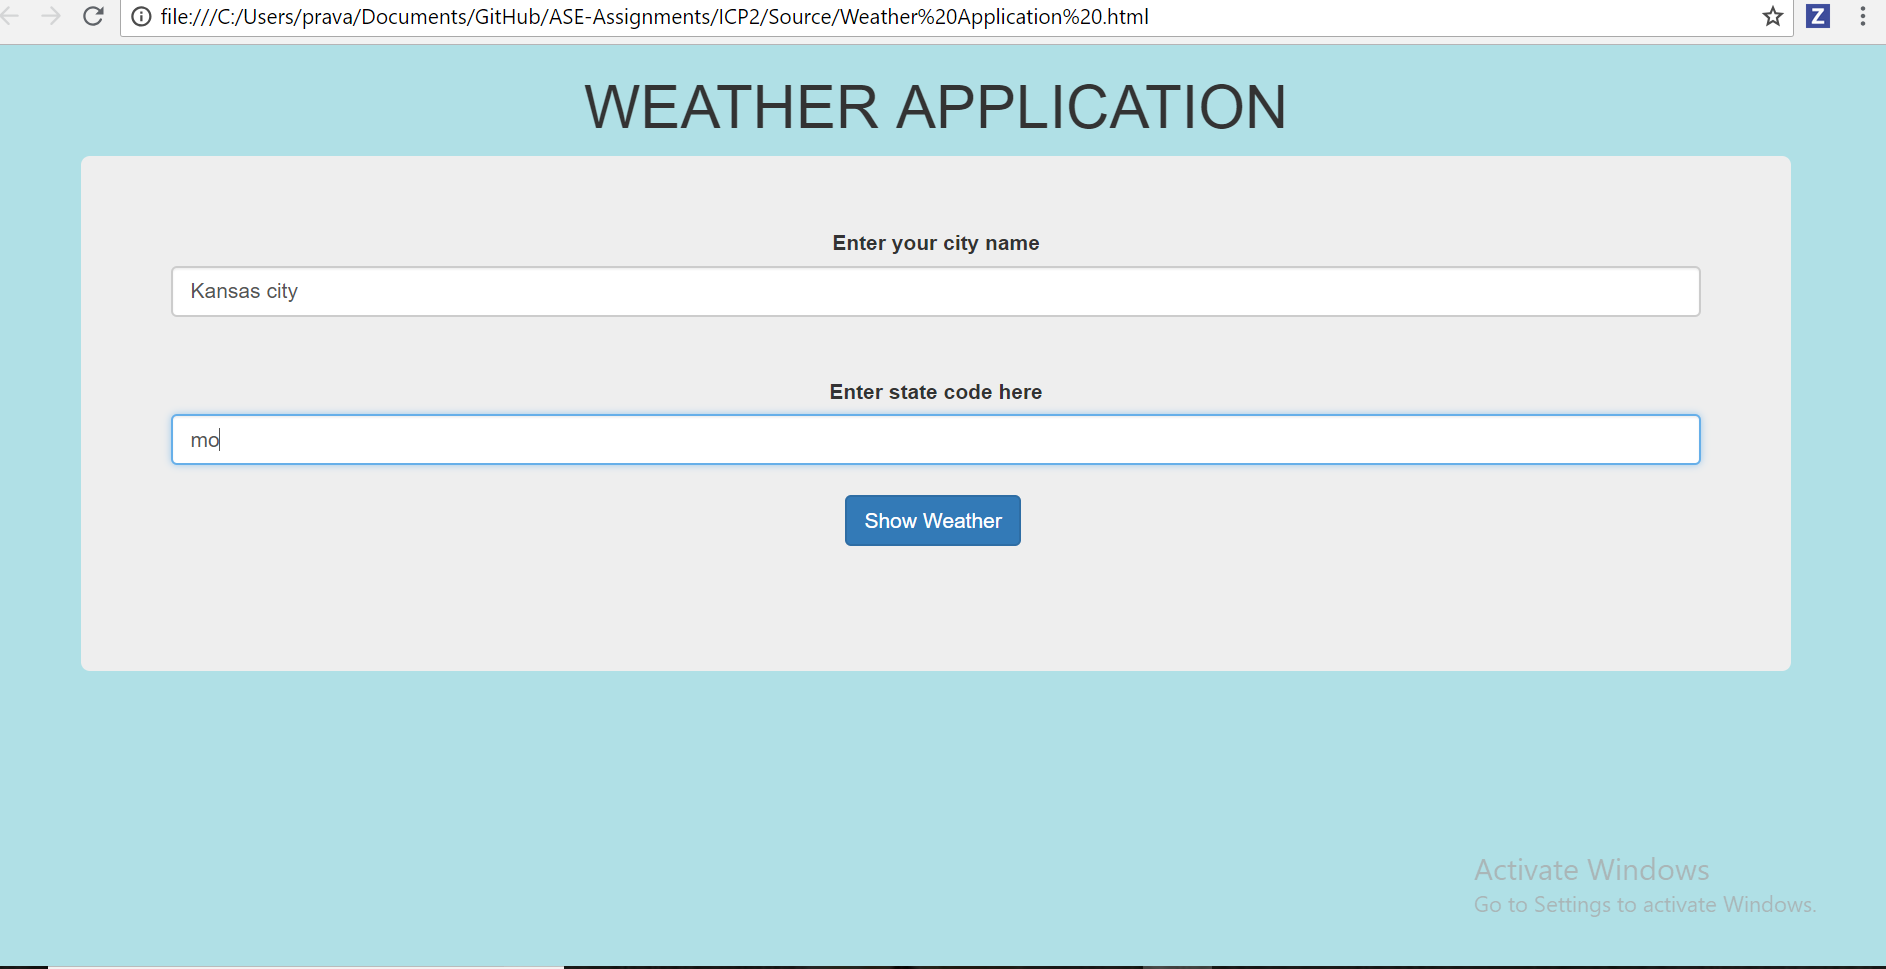 file:///C:/Users/prava/Documents/GitHub/ASE-Assignments/ICP2/Source/Weather%20Application%20.html
Z
WEATHER APPLICATION
Enter your city name
Kansas city
Enter state code here
mo
Show Weather
Activate Windows
Go to Settings to activate Windows.